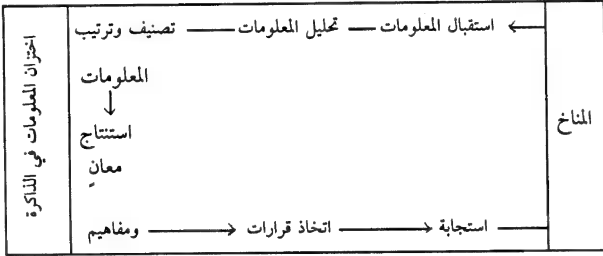 المناخ
استقبال المعلومات — تحليل المعلومات — تصنيف وترتيب
المعلومات
استنتاج
معانٍ
ومفاهيم ← اتخاذ قرارات ← استجابة
اختزان المعلومات في الذاكرة